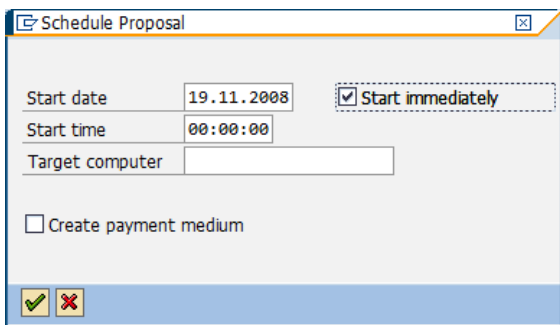 Schedule Proposal
Start date 19.11.2008 Start immediately
Start time 00:00:00
Target computer
Create payment medium